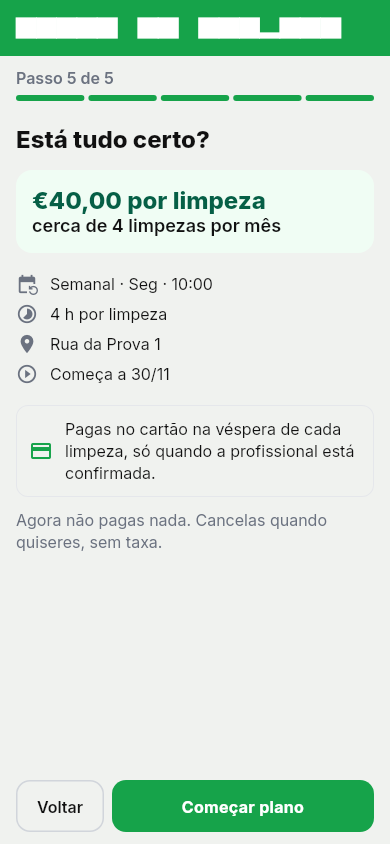 Passo 5 de 5
Está tudo certo?
€40,00 por limpeza
cerca de 4 limpezas por mês
Semanal · Seg · 10:00
4 h por limpeza
Rua da Prova 1
Começa a 30/11
Pagas no cartão na véspera de cada
limpeza, só quando a profissional está
confirmada.
Agora não pagas nada. Cancelas quando
quiseres, sem taxa.
Voltar
Começar plano